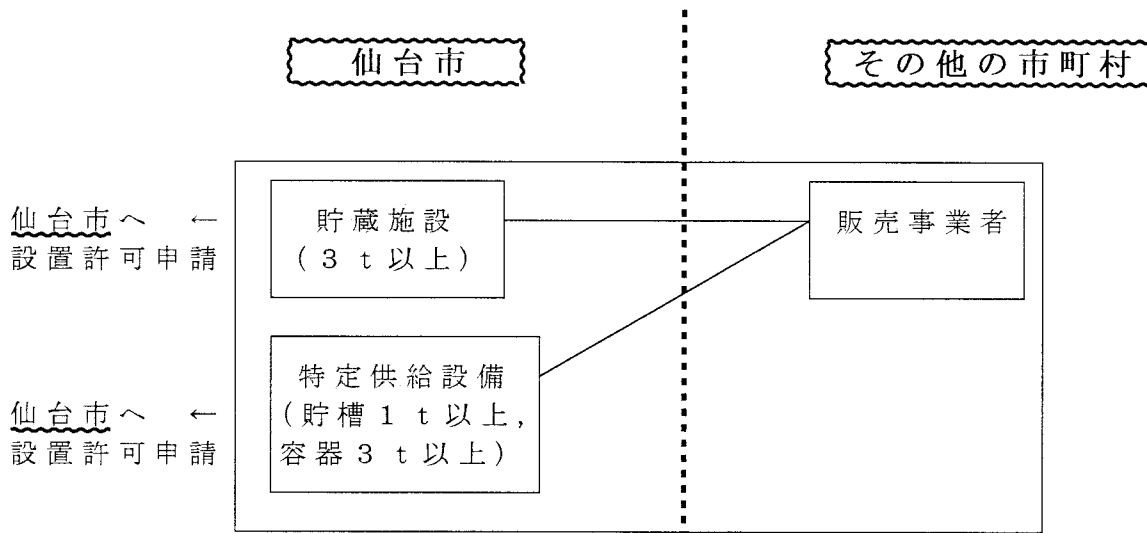 仙台市
その他の市町村
仙台市へ ←
設置許可申請
貯蔵施設
(3t以上)
販売事業者
仙台市へ ←
設置許可申請
特定供給設備
(貯槽1t以上,
容器3t以上)